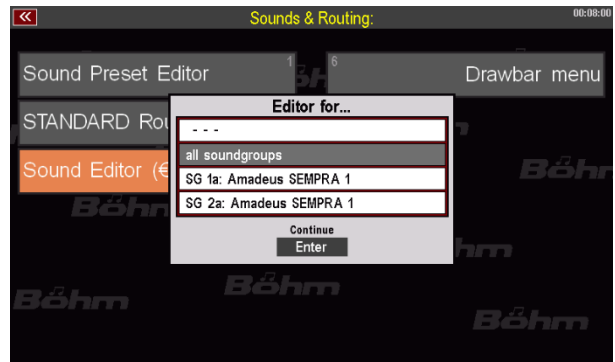 Sounds & Routing:
00:08:00
Sound Preset Editor
1
6
Drawbar menu
STANDARD Rou
Sound Editor (€
Editor for...
- - -
all soundgroups
SG 1a: Amadeus SEMPRA 1
SG 2a: Amadeus SEMPRA 1
Continue
Enter
Böhm
Böhm
Böhm
Böhm
Böhm